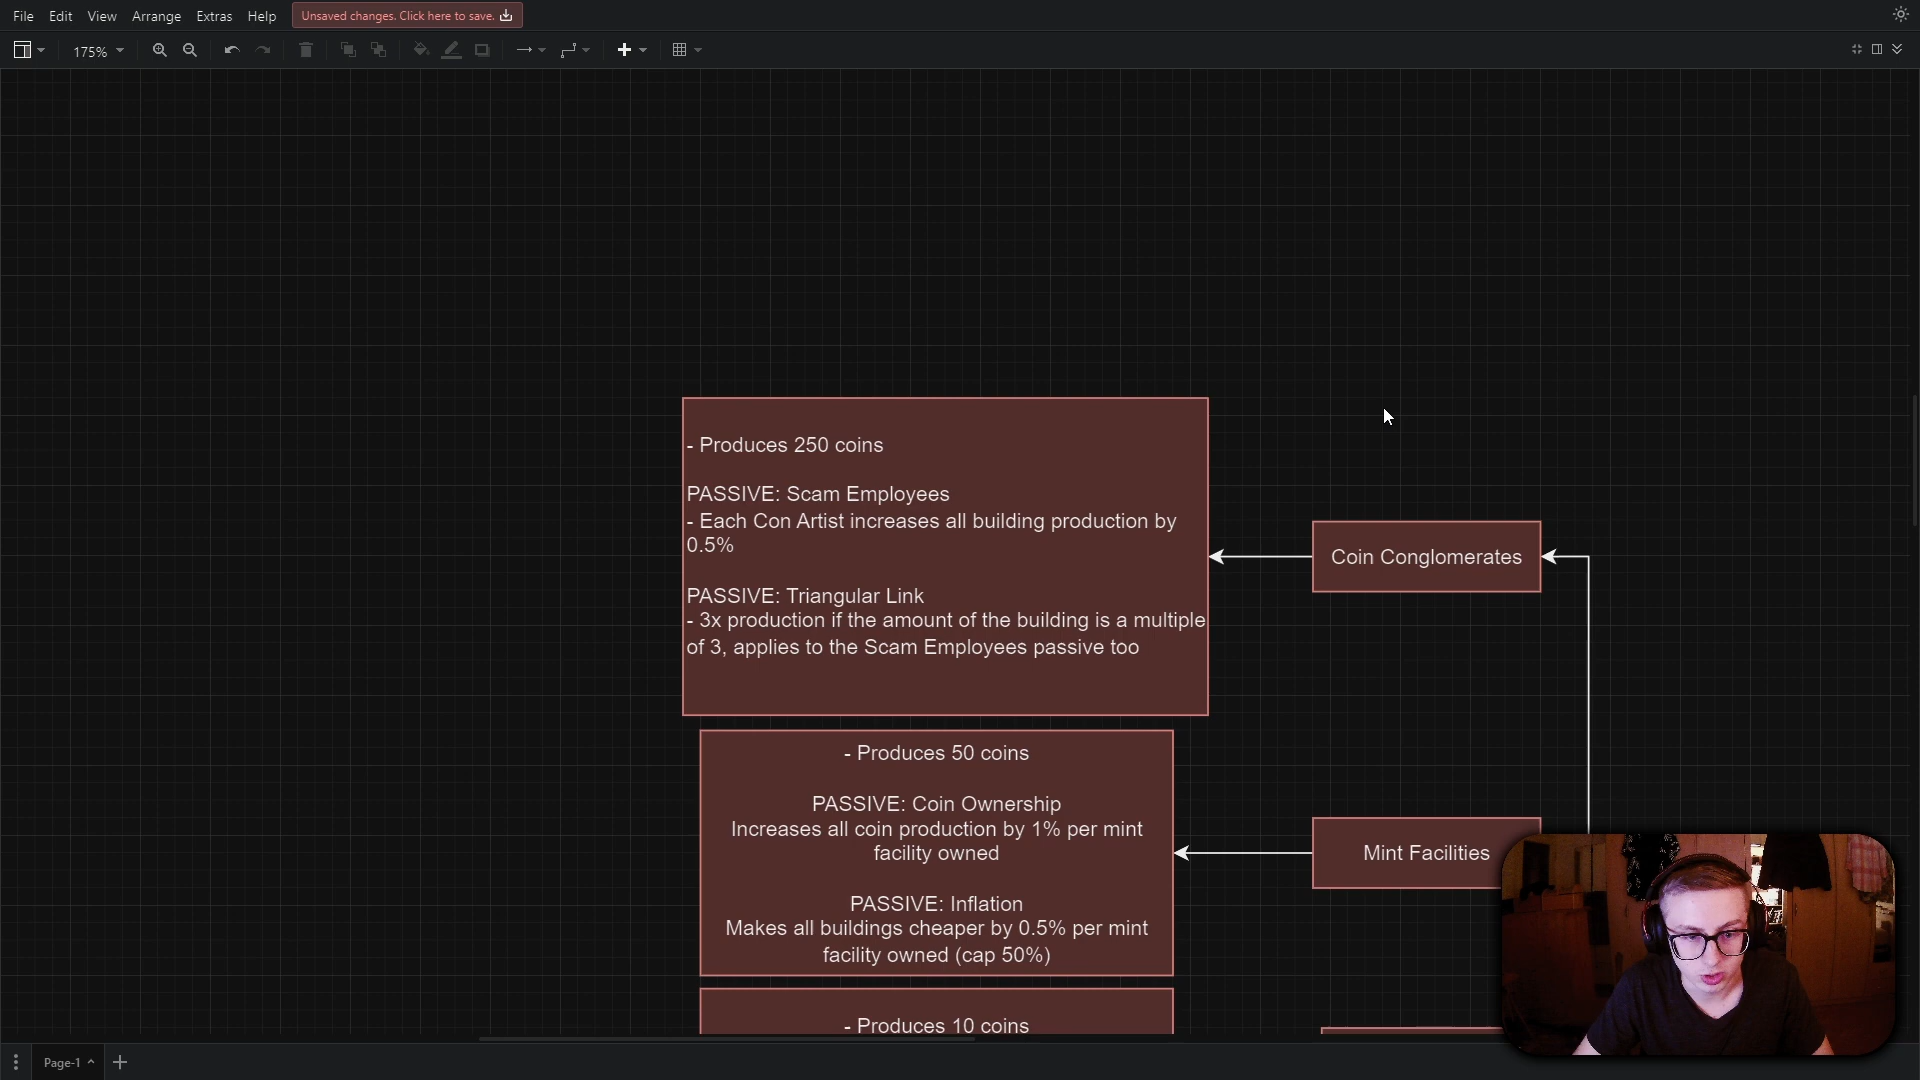 File Edit View Arrange Extras Help Unsaved changes. Click here to save.
175%
- Produces 250 coins
PASSIVE: Scam Employees
- Each Con Artist increases all building production by
0.5%
PASSIVE: Triangular Link
- 3x production if the amount of the building is a multiple
of 3, applies to the Scam Employees passive too
Coin Conglomerates
- Produces 50 coins
PASSIVE: Coin Ownership
Increases all coin production by 1% per mint
facility owned
PASSIVE: Inflation
Makes all buildings cheaper by 0.5% per mint
facility owned (cap 50%)
Mint Facilities
- Produces 10 coins
Page-1